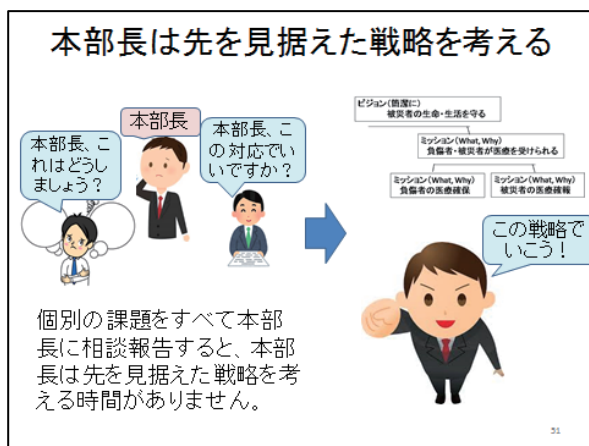 本部長は先を見据えた戦略を考える
本部長
本部長、こ
れはどうし
ましょう？
本部長、こ
の対応でい
いですか？
ビジョン(簡潔に)
被災者の生命・生活を守る
ミッション(What, Why)
負傷者・被災者が医療を受けられる
ミッション(What, Why)
負傷者の医療確保
ミッション(What, Why)
被災者の医療確報
この戦略で
いこう！
個別の課題をすべて本部
長に相談報告すると、本部
長は先を見据えた戦略を考
える時間がありません。
51